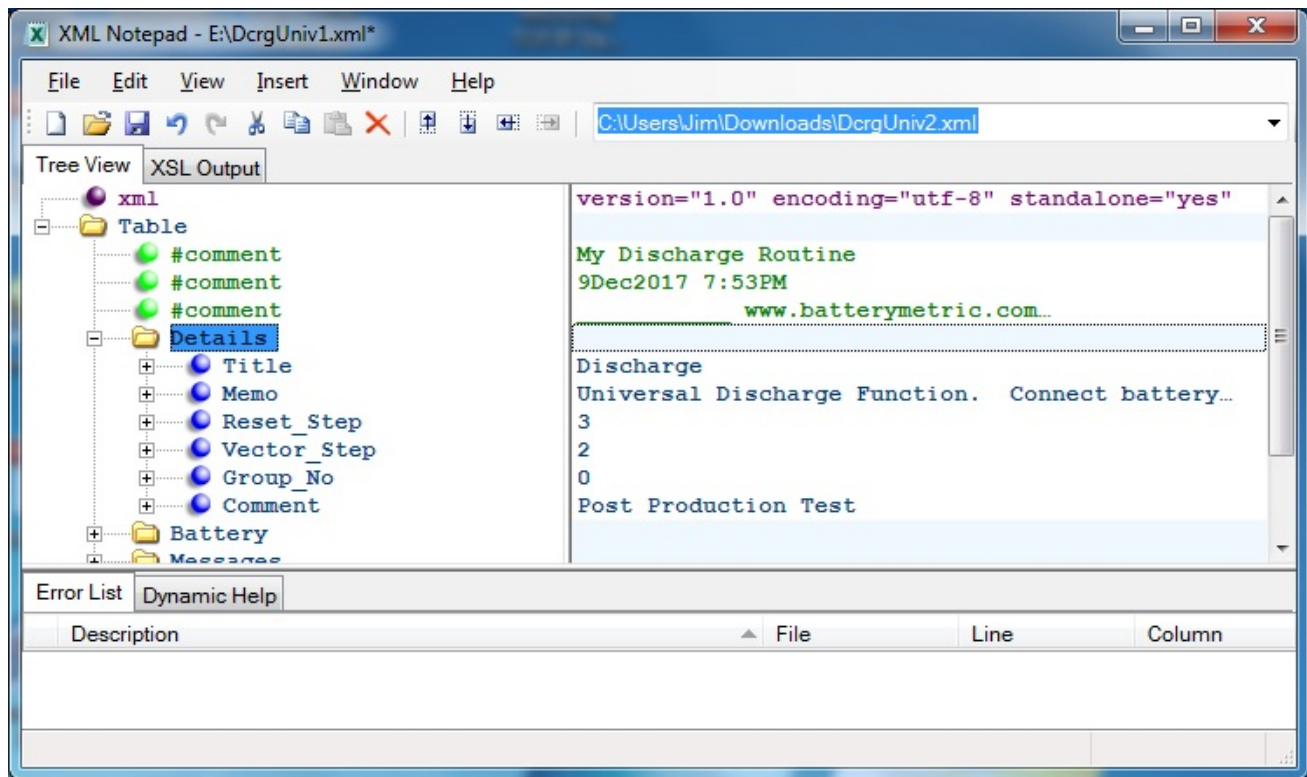 XML Notepad - E:\DcrgUniv1.xml*
File Edit View Insert Window Help
C:\Users\Jim\Downloads\DcrgUniv2.xml
Tree View XSL Output
xml version="1.0" encoding="utf-8" standalone="yes"
Table
#comment My Discharge Routine
#comment 9Dec2017 7:53PM
#comment ____________ www.batterymetric.com…
Details
Title Discharge
Memo Universal Discharge Function. Connect battery…
Reset_Step 3
Vector_Step 2
Group_No 0
Comment Post Production Test
Battery
Messages
Error List Dynamic Help
Description File Line Column